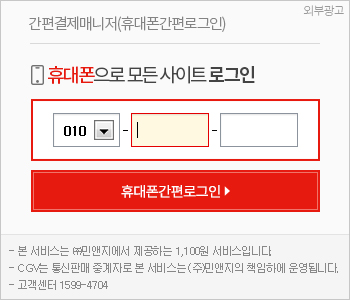 외부광고
간편결제매니저(휴대폰간편로그인)
휴대폰으로 모든 사이트 로그인
010 - -
휴대폰간편로그인
- 본 서비스는 ㈜민앤지에서 제공하는 1,100원 서비스입니다.
- CGV는 통신판매 중계자로 본 서비스는 (주)민앤지의 책임하에 운영됩니다.
- 고객센터 1599-4704